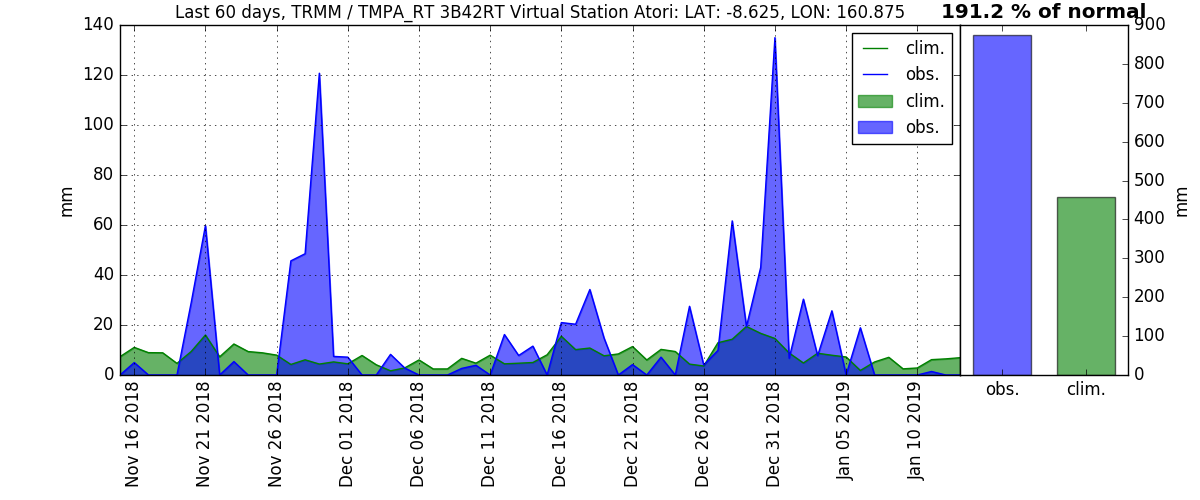 Last 60 days, TRMM / TMPA_RT 3B42RT Virtual Station Atori: LAT: -8.625, LON: 160.875
191.2 % of normal
140
120
100
80
60
40
20
0
mm
clim.
obs.
clim.
obs.
900
800
700
600
500
400
300
200
100
0
mm
Nov 16 2018
Nov 21 2018
Nov 26 2018
Dec 01 2018
Dec 06 2018
Dec 11 2018
Dec 16 2018
Dec 21 2018
Dec 26 2018
Dec 31 2018
Jan 05 2019
Jan 10 2019
obs.
clim.